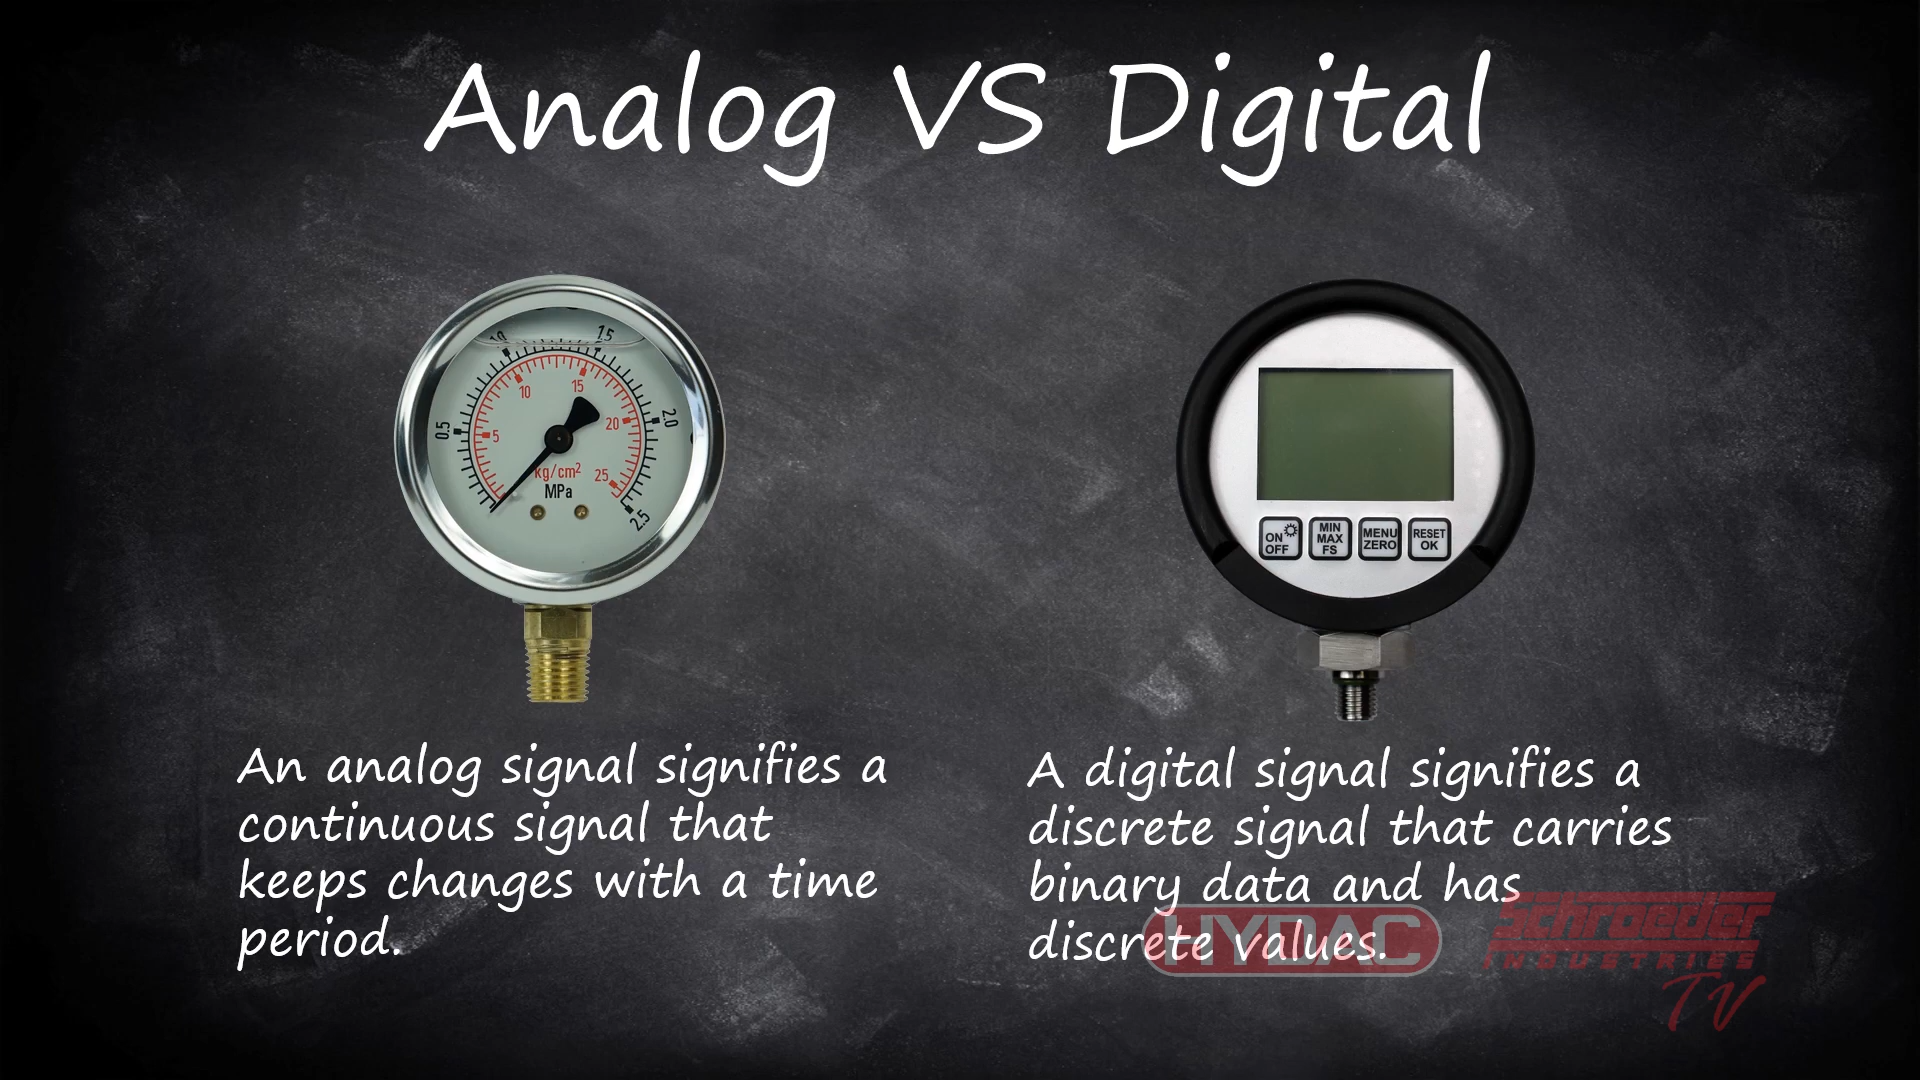 Analog VS Digital
10
1.5
10
15
0.5
5
20
2.0
kg/cm²
25
MPa
2.5
ON
OFF
MIN
MAX
FS
MENU
ZERO
RESET
OK
An analog signal signifies a
continuous signal that
keeps changes with a time
period.
A digital signal signifies a
discrete signal that carries
binary data and has
discrete values.
HYDAC
Schroeder
INDUSTRIES
TV